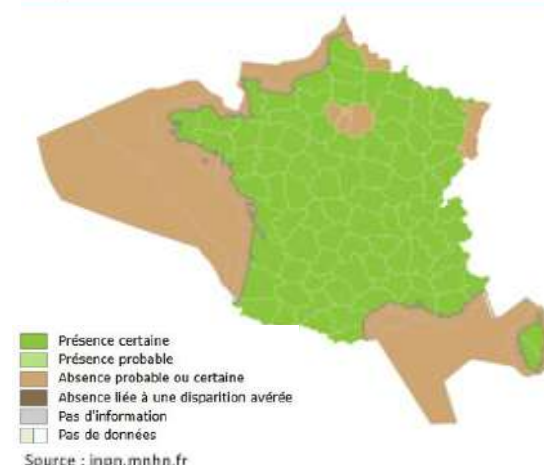 Présence certaine
Présence probable
Absence probable ou certaine
Absence liée à une disparition avérée
Pas d'information
Pas de données
Source : inpn.mnhn.fr